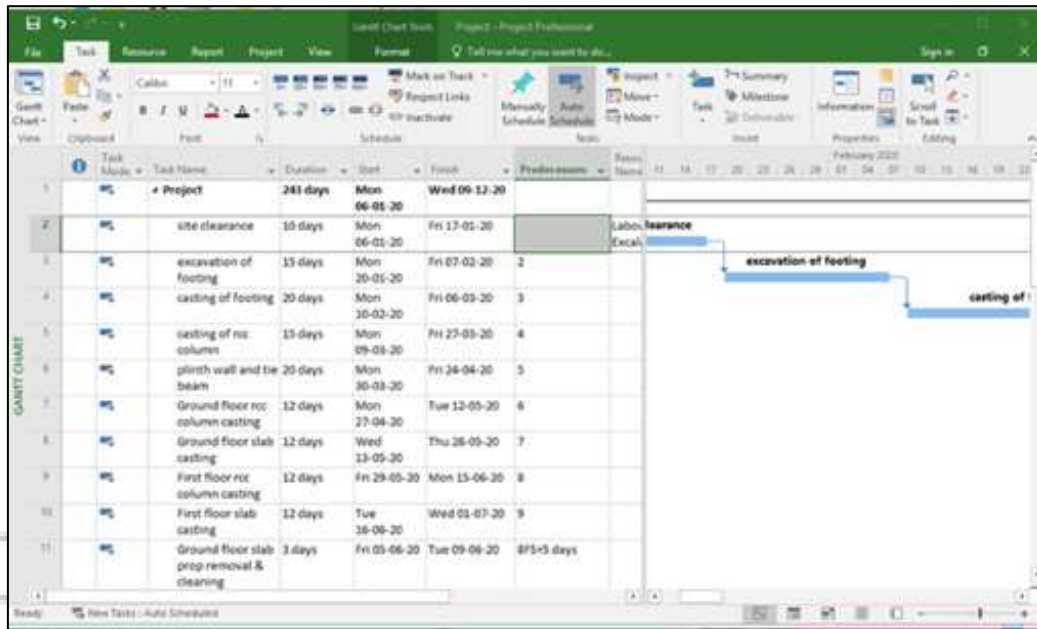 Gantt Chart Tools Project - Project Professional
File Task Resource Report Project View Format Tell me what you want to do... Sign in
Gantt Chart
Paste
Calibri 11
B I U
Mark on Track
Respect Links
Inactivate
Manually Schedule
Auto Schedule
Inspect
Move
Mode
Task
Summary
Milestone
Deliverable
Information
Scroll to Task
View Clipboard Font Schedule Tasks Insert Properties Editing
Task Mode Task Name Duration Start Finish Predecessors
February 2020
1 Project 243 days Mon 06-01-20 Wed 09-12-20
2 site clearance 10 days Mon 06-01-20 Fri 17-01-20
3 excavation of footing 15 days Mon 20-01-20 Fri 07-02-20 2
4 casting of footing 20 days Mon 10-02-20 Fri 06-03-20 3
5 casting of rcc column 15 days Mon 09-03-20 Fri 27-03-20 4
6 plinth wall and tie beam 20 days Mon 30-03-20 Fri 24-04-20 5
7 Ground floor rcc column casting 12 days Mon 27-04-20 Tue 12-05-20 6
8 Ground floor slab casting 12 days Wed 13-05-20 Thu 28-05-20 7
9 First floor rcc column casting 12 days Fri 29-05-20 Mon 15-06-20 8
10 First floor slab casting 12 days Tue 16-06-20 Wed 01-07-20 9
11 Ground floor slab prop removal & cleaning 3 days Fri 05-06-20 Tue 09-06-20 8FS+5 days
learance
excavation of footing
casting of
GANTT CHART
Ready New Tasks : Auto Scheduled